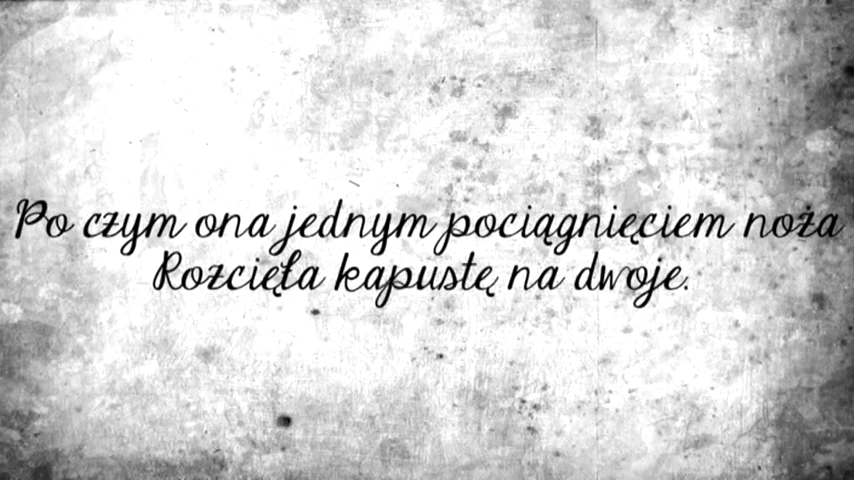 Po czym ona jednym pociągnięciem noża
Rozcięła kapustę na dwoje.